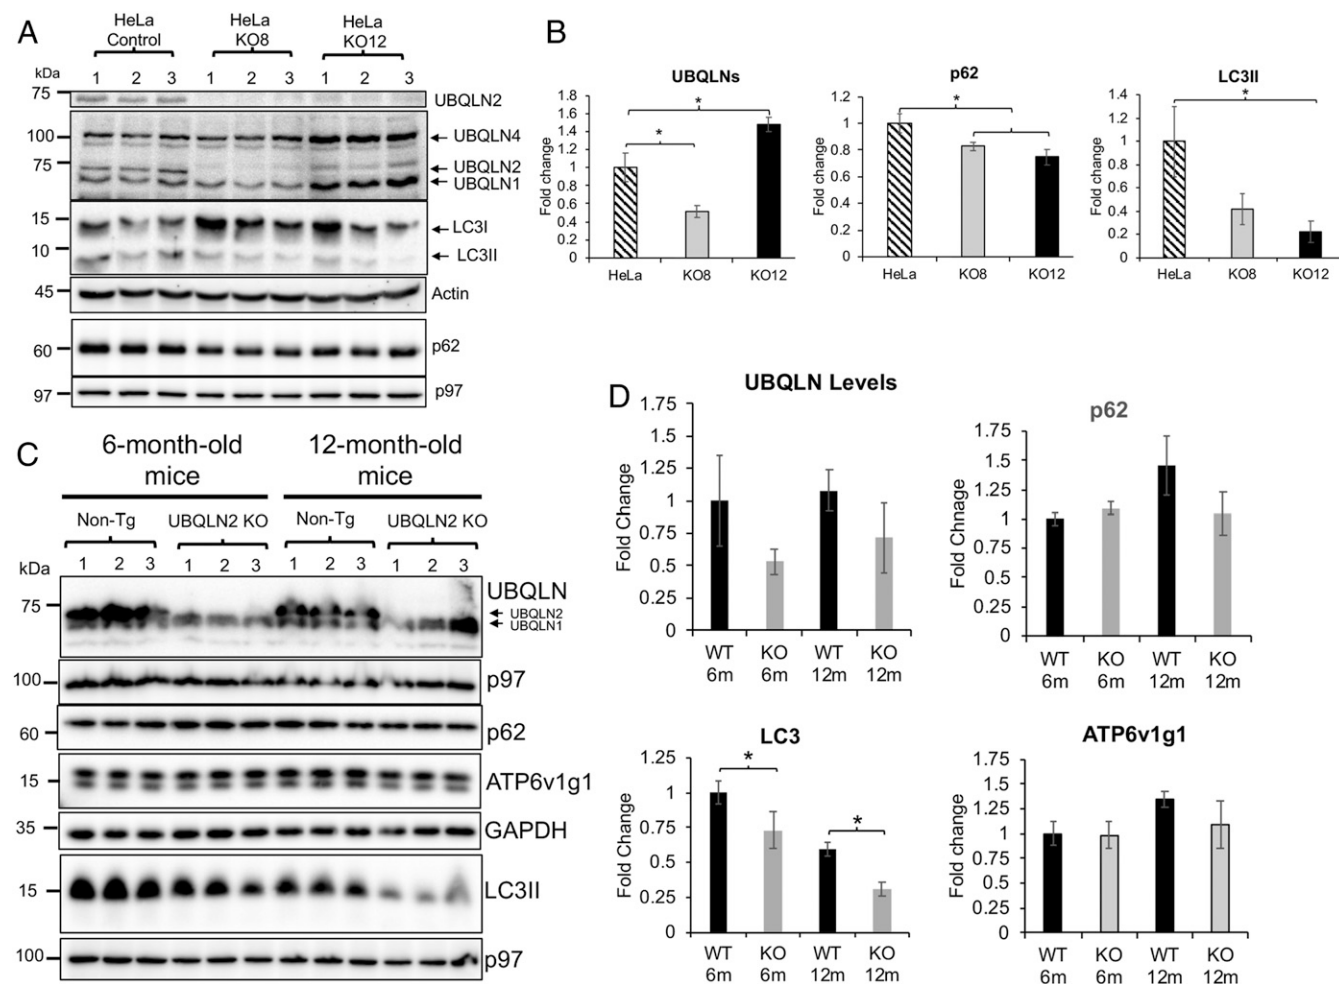 A
HeLa Control
HeLa KO8
HeLa KO12
kDa
1 2 3 1 2 3 1 2 3
75
UBQLN2
100
UBQLN4
75
UBQLN2
UBQLN1
15
LC3I
10
LC3II
45
Actin
60
p62
97
p97
B
UBQLNs
Fold change
1.8
1.6
1.4
1.2
1
0.8
0.6
0.4
0.2
0
*
*
HeLa KO8 KO12
p62
Fold change
1.2
1
0.8
0.6
0.4
0.2
0
*
HeLa KO8 KO12
LC3II
Fold change
1.4
1.2
1
0.8
0.6
0.4
0.2
0
*
HeLa KO8 KO12
C
6-month-old mice
12-month-old mice
Non-Tg UBQLN2 KO Non-Tg UBQLN2 KO
kDa
1 2 3 1 2 3 1 2 3 1 2 3
UBQLN
75
UBQLN2
UBQLN1
100
p97
60
p62
15
ATP6v1g1
35
GAPDH
15
LC3II
100
p97
D
UBQLN Levels
Fold Change
1.75
1.5
1.25
1
0.75
0.5
0.25
0
WT KO WT KO
6m 6m 12m 12m
p62
Fold Chnage
1.75
1.5
1.25
1
0.75
0.5
0.25
0
WT KO WT KO
6m 6m 12m 12m
LC3
Fold Change
1.25
1
0.75
0.5
0.25
0
*
*
WT KO WT KO
6m 6m 12m 12m
ATP6v1g1
Fold change
1.75
1.5
1.25
1
0.75
0.5
0.25
0
WT KO WT KO
6m 6m 12m 12m